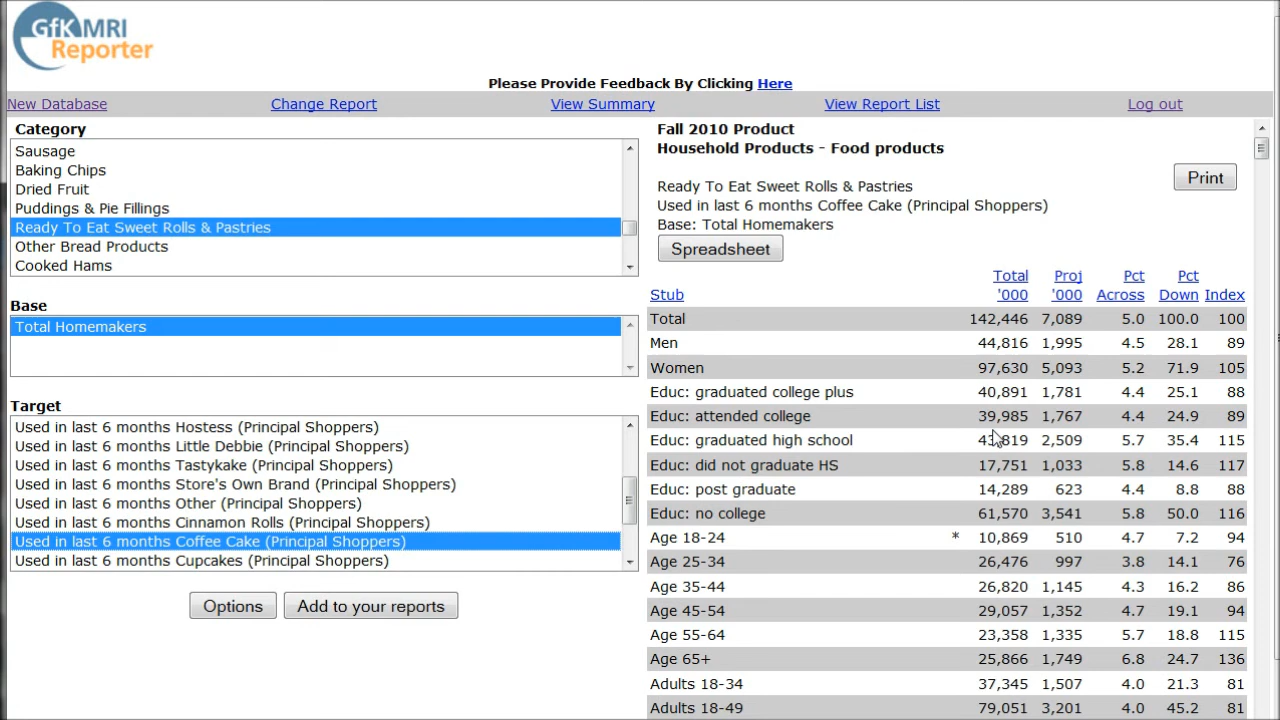 GfK MRI
Reporter
Please Provide Feedback By Clicking Here
New Database Change Report View Summary View Report List Log out
Category
Sausage
Baking Chips
Dried Fruit
Puddings & Pie Fillings
Ready To Eat Sweet Rolls & Pastries
Other Bread Products
Cooked Hams
Base
Total Homemakers
Target
Used in last 6 months Hostess (Principal Shoppers)
Used in last 6 months Little Debbie (Principal Shoppers)
Used in last 6 months Tastykake (Principal Shoppers)
Used in last 6 months Store's Own Brand (Principal Shoppers)
Used in last 6 months Other (Principal Shoppers)
Used in last 6 months Cinnamon Rolls (Principal Shoppers)
Used in last 6 months Coffee Cake (Principal Shoppers)
Used in last 6 months Cupcakes (Principal Shoppers)
Options Add to your reports
Fall 2010 Product
Household Products - Food products
Print
Ready To Eat Sweet Rolls & Pastries
Used in last 6 months Coffee Cake (Principal Shoppers)
Base: Total Homemakers
Spreadsheet
Total Proj Pct Pct
Stub '000 '000 Across Down Index
Total 142,446 7,089 5.0 100.0 100
Men 44,816 1,995 4.5 28.1 89
Women 97,630 5,093 5.2 71.9 105
Educ: graduated college plus 40,891 1,781 4.4 25.1 88
Educ: attended college 39,985 1,767 4.4 24.9 89
Educ: graduated high school 43,819 2,509 5.7 35.4 115
Educ: did not graduate HS 17,751 1,033 5.8 14.6 117
Educ: post graduate 14,289 623 4.4 8.8 88
Educ: no college 61,570 3,541 5.8 50.0 116
Age 18-24 * 10,869 510 4.7 7.2 94
Age 25-34 26,476 997 3.8 14.1 76
Age 35-44 26,820 1,145 4.3 16.2 86
Age 45-54 29,057 1,352 4.7 19.1 94
Age 55-64 23,358 1,335 5.7 18.8 115
Age 65+ 25,866 1,749 6.8 24.7 136
Adults 18-34 37,345 1,507 4.0 21.3 81
Adults 18-49 79,051 3,201 4.0 45.2 81